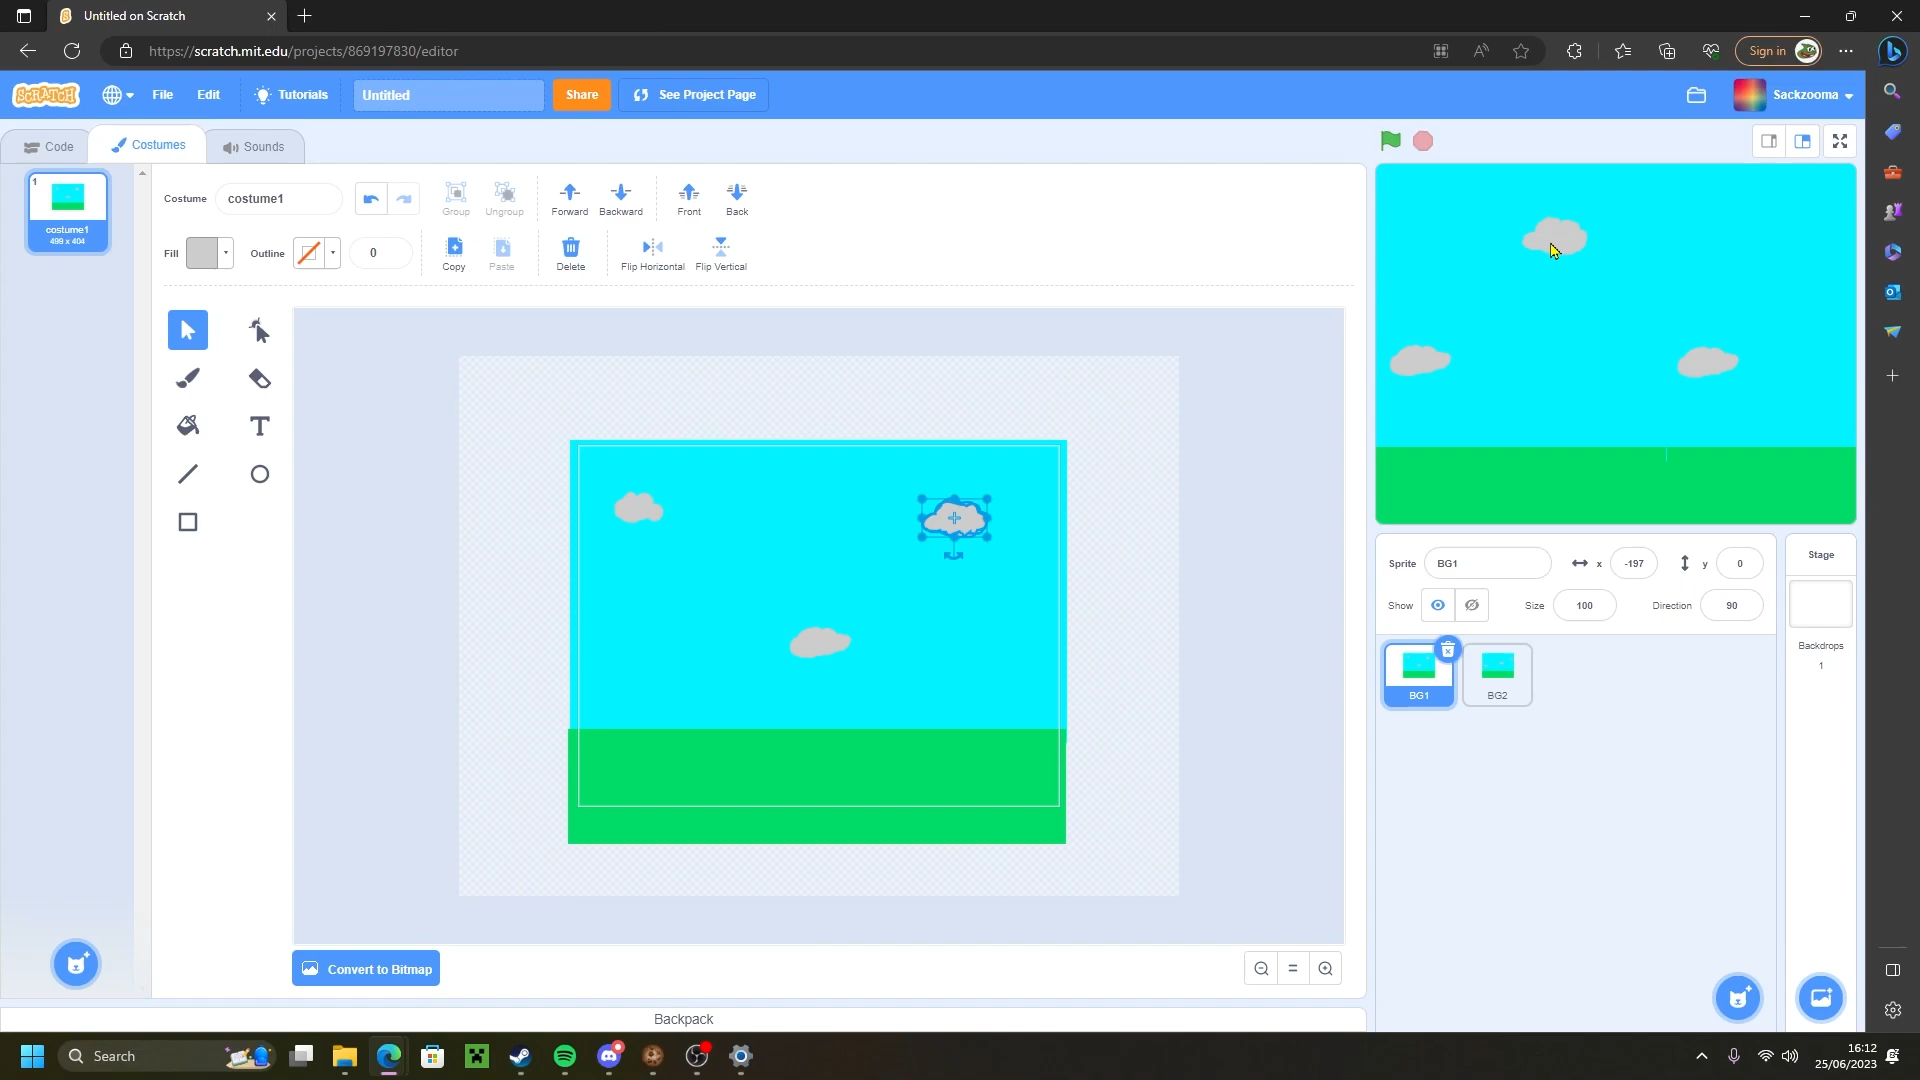 Untitled on Scratch
https://scratch.mit.edu/projects/869197830/editor
Sign in
SCRATCH
File
Edit
Tutorials
Untitled
Share
See Project Page
Sackzooma
Code
Costumes
Sounds
1
costume1
499 x 404
Costume
costume1
Group
Ungroup
Forward
Backward
Front
Back
Fill
Outline
0
Copy
Paste
Delete
Flip Horizontal
Flip Vertical
Convert to Bitmap
Backpack
Sprite
BG1
x
-197
y
0
Show
Size
100
Direction
90
BG1
BG2
Stage
Backdrops
1
Search
16:12
25/06/2023